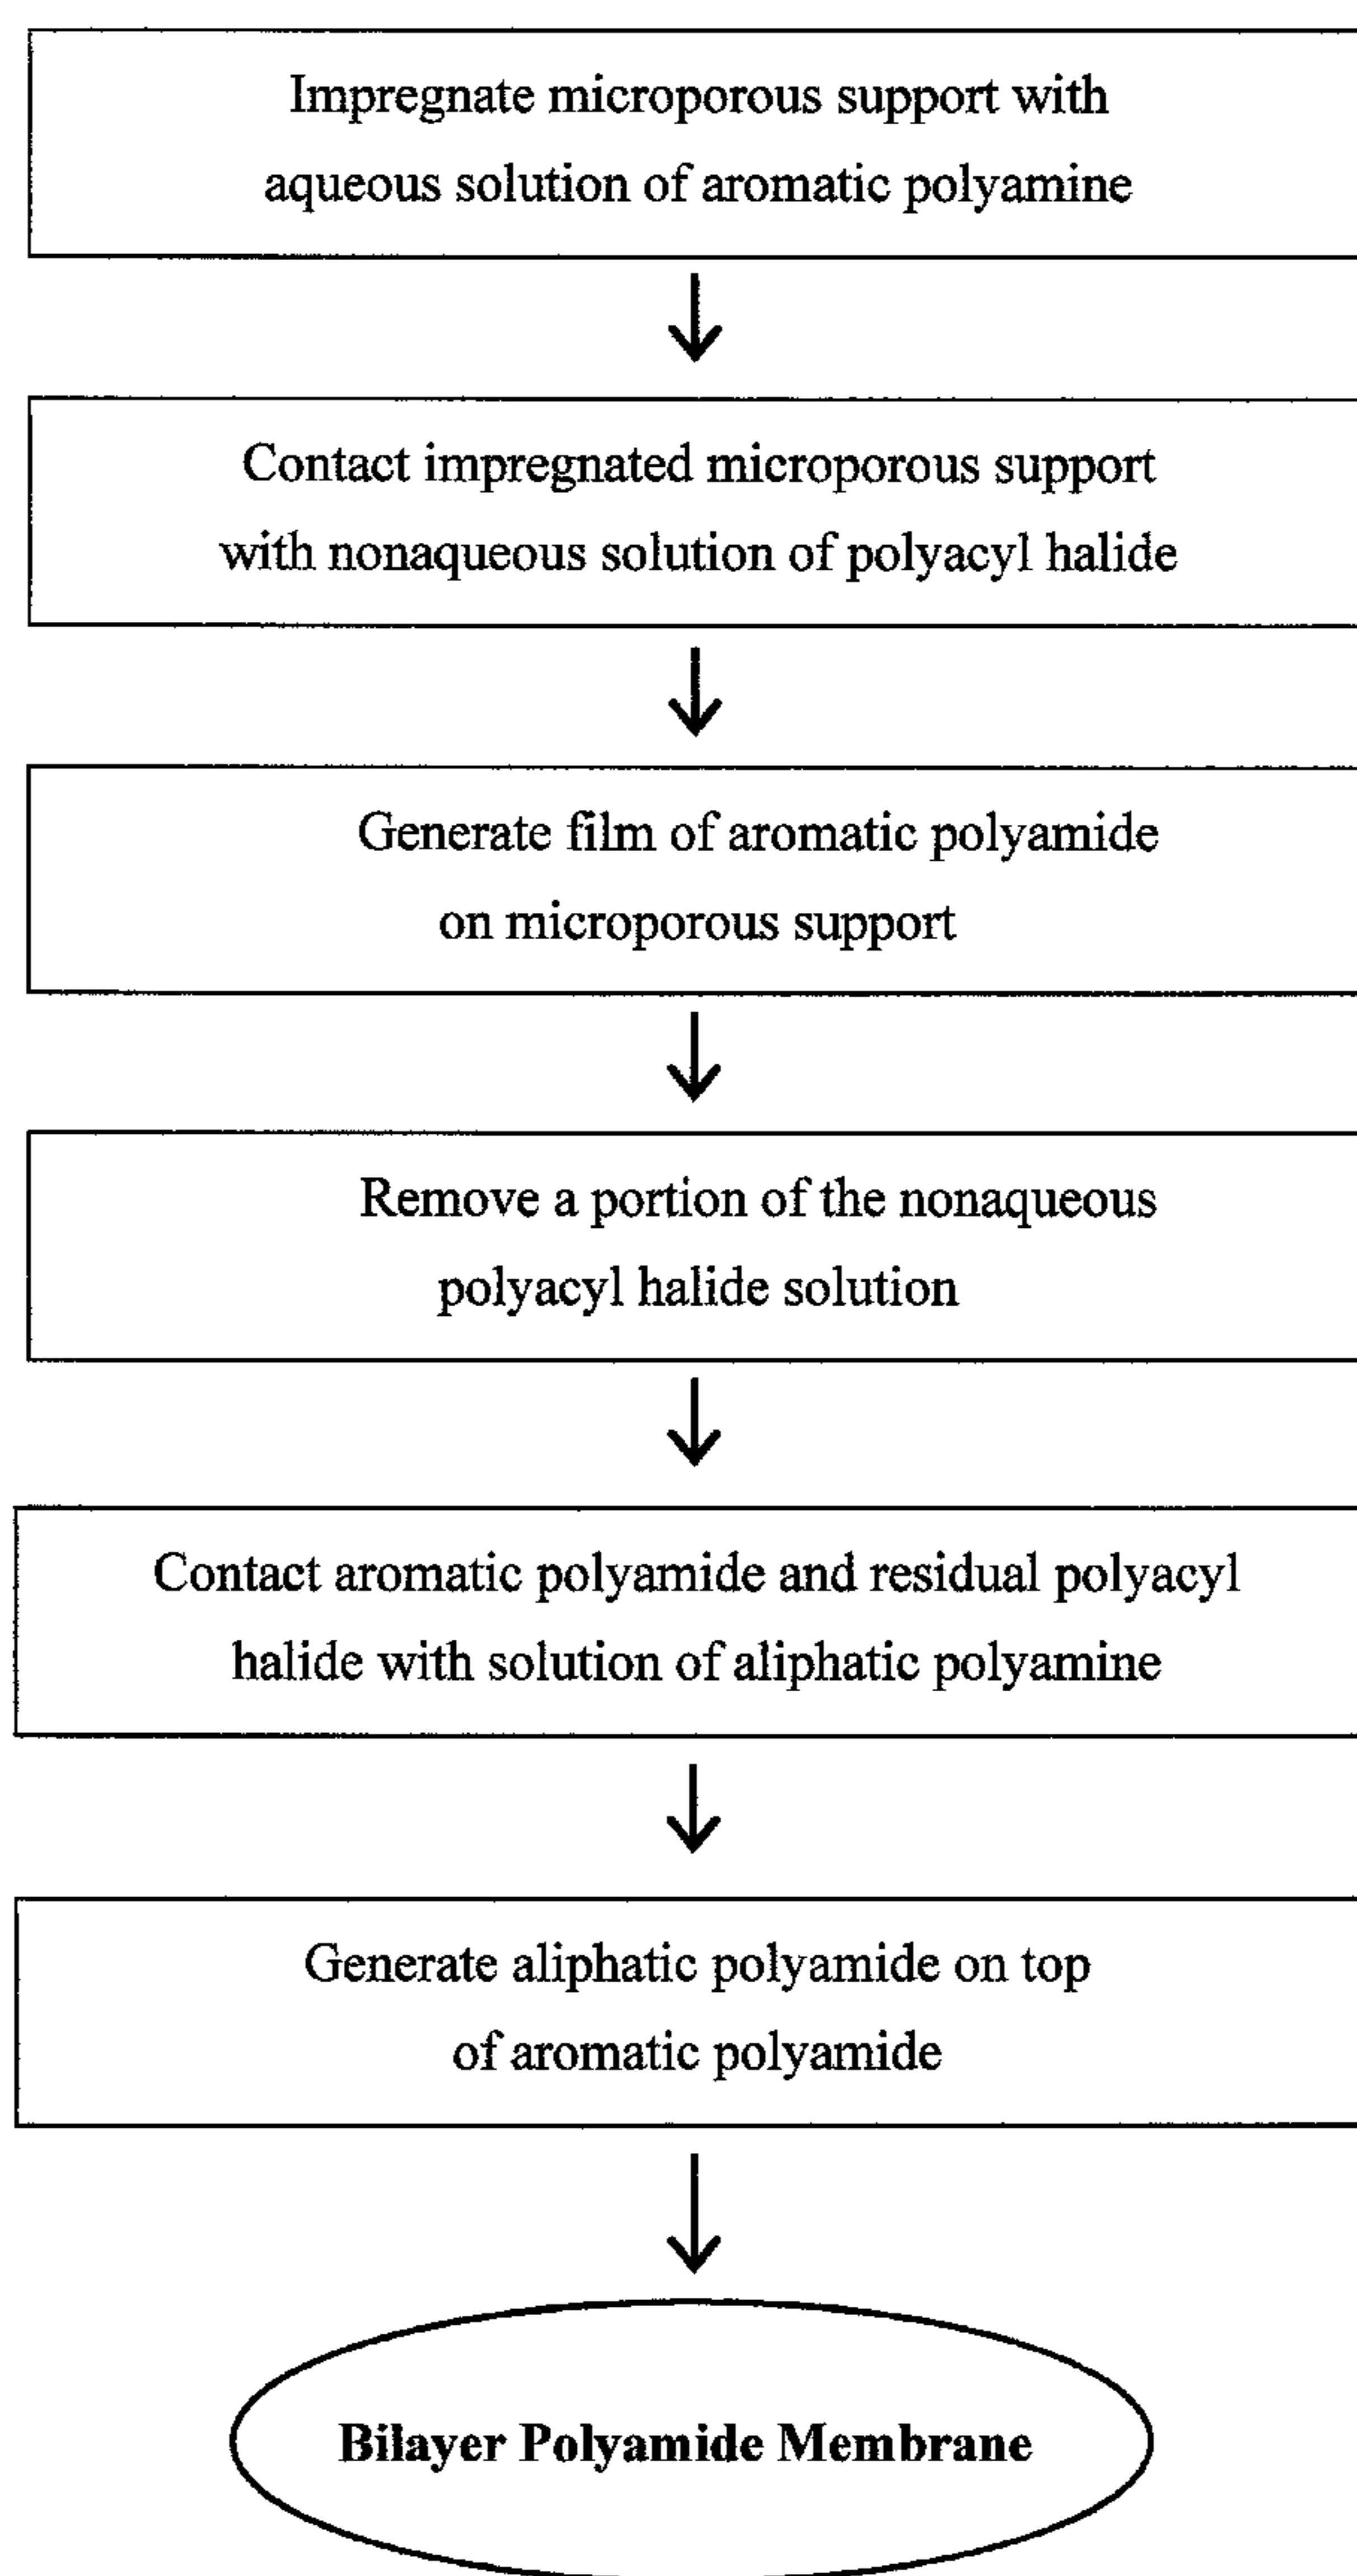 Impregnate microporous support with
aqueous solution of aromatic polyamine
Contact impregnated microporous support
with nonaqueous solution of polyacyl halide
Generate film of aromatic polyamide
on microporous support
Remove a portion of the nonaqueous
polyacyl halide solution
Contact aromatic polyamide and residual polyacyl
halide with solution of aliphatic polyamine
Generate aliphatic polyamide on top
of aromatic polyamide
Bilayer Polyamide Membrane